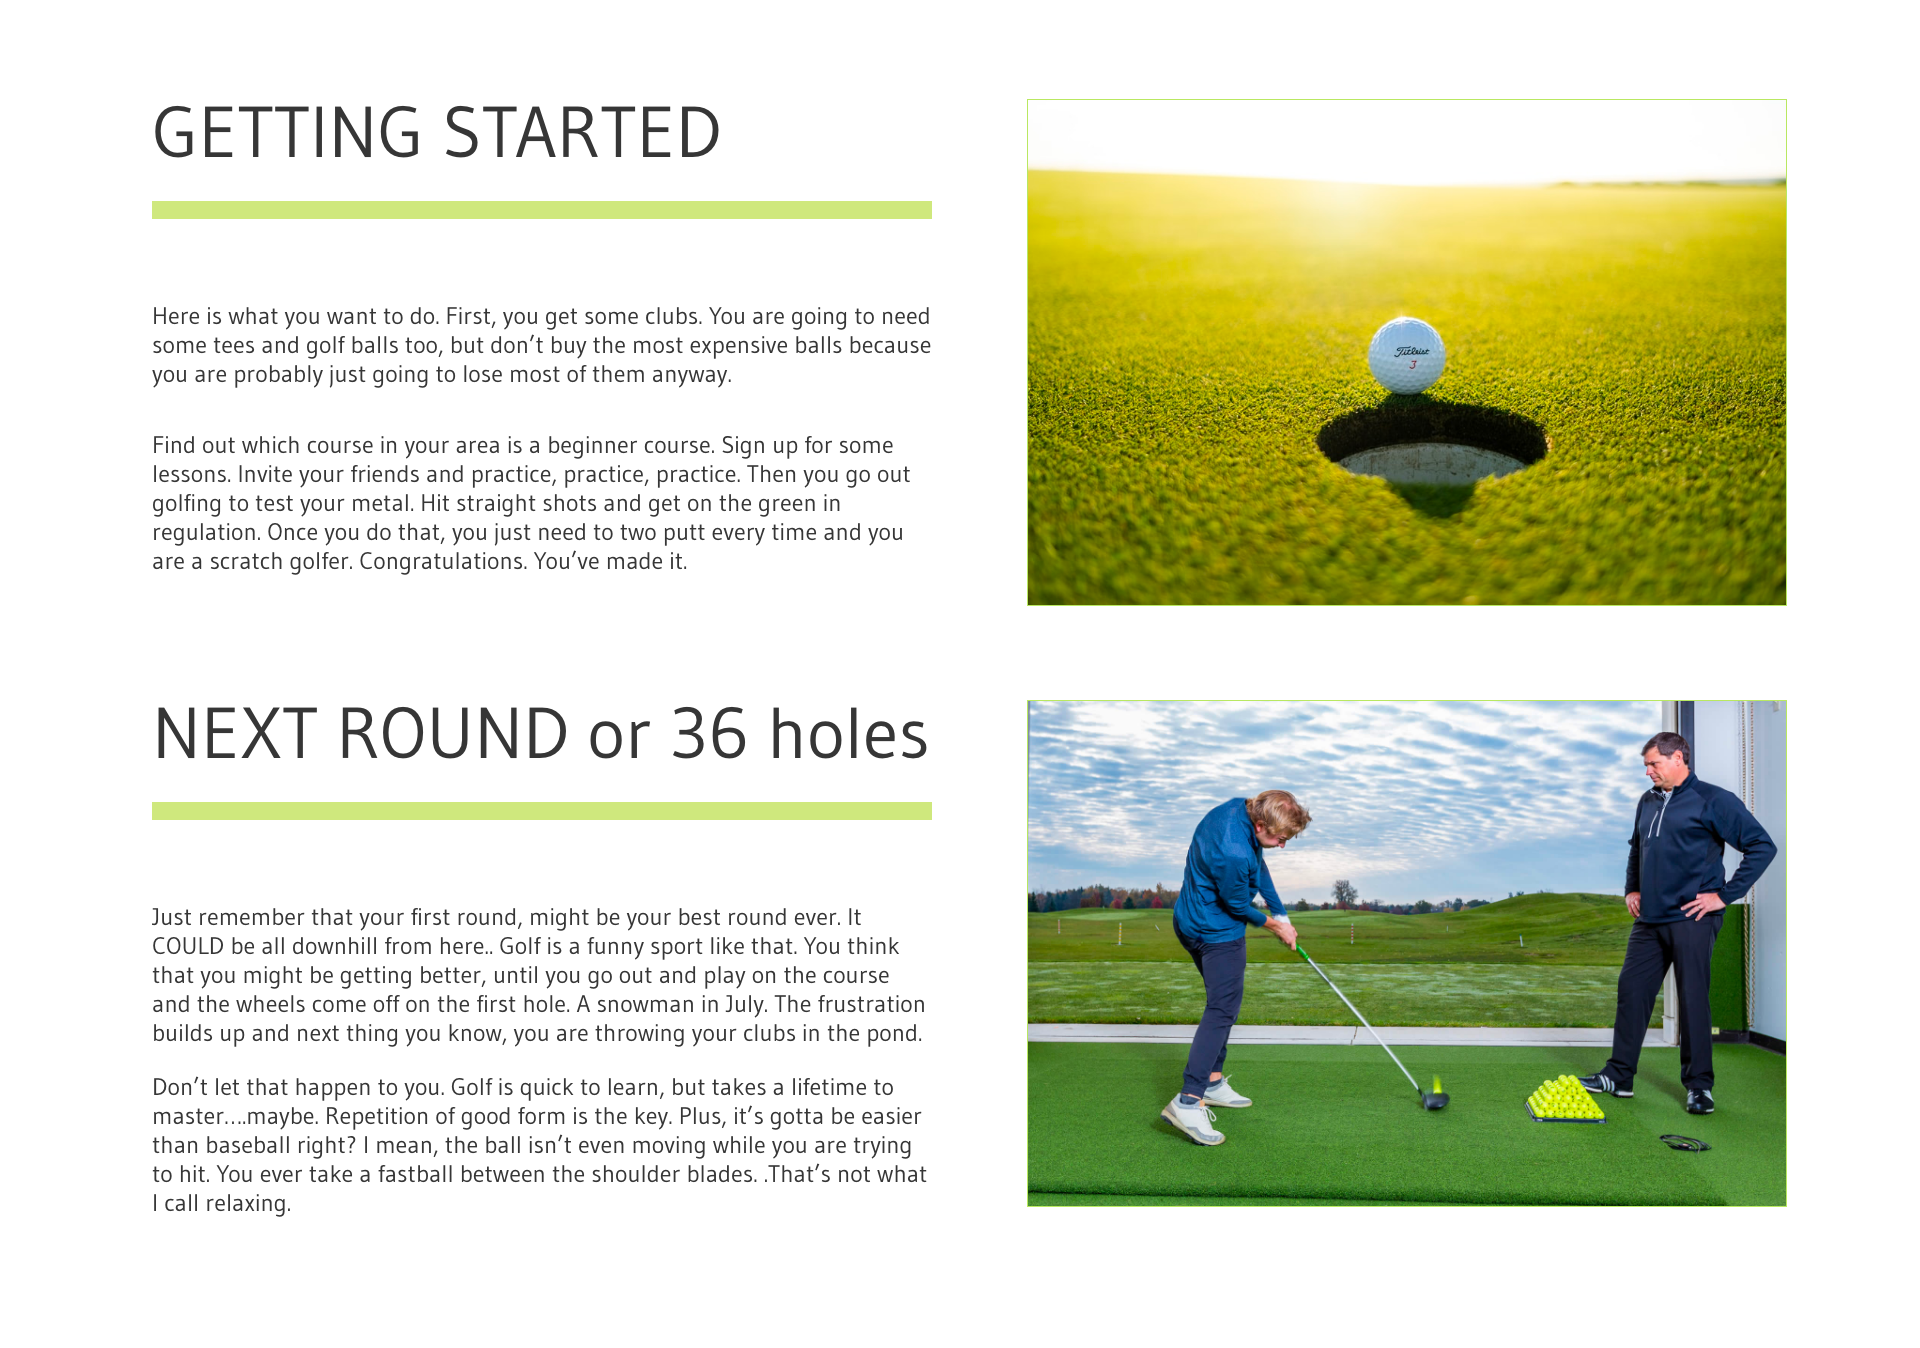 GETTING STARTED
Here is what you want to do. First, you get some clubs. You are going to need
some tees and golf balls too, but don’t buy the most expensive balls because
you are probably just going to lose most of them anyway.
Find out which course in your area is a beginner course. Sign up for some
lessons. Invite your friends and practice, practice, practice. Then you go out
golfing to test your metal. Hit straight shots and get on the green in
regulation. Once you do that, you just need to two putt every time and you
are a scratch golfer. Congratulations. You’ve made it.
Titleist
3
NEXT ROUND or 36 holes
Just remember that your first round, might be your best round ever. It
COULD be all downhill from here.. Golf is a funny sport like that. You think
that you might be getting better, until you go out and play on the course
and the wheels come off on the first hole. A snowman in July. The frustration
builds up and next thing you know, you are throwing your clubs in the pond.
Don’t let that happen to you. Golf is quick to learn, but takes a lifetime to
master….maybe. Repetition of good form is the key. Plus, it’s gotta be easier
than baseball right? I mean, the ball isn’t even moving while you are trying
to hit. You ever take a fastball between the shoulder blades. .That’s not what
I call relaxing.